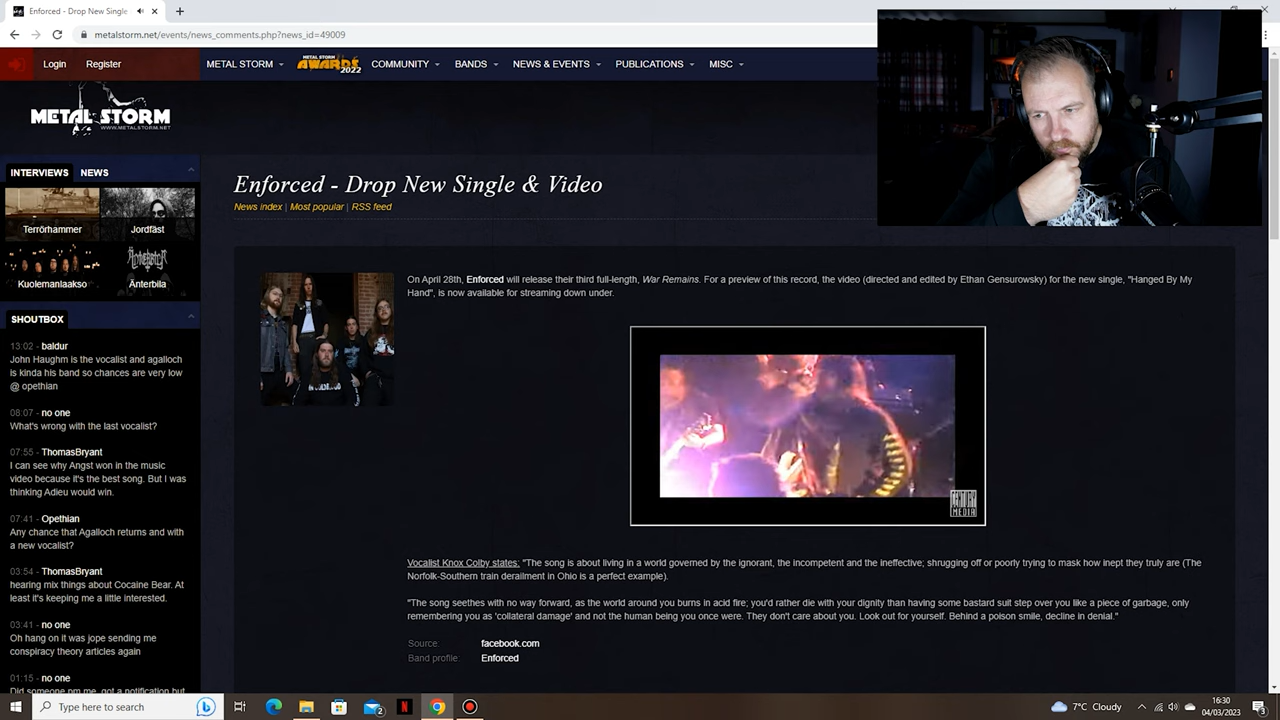 Enforced - Drop New Single
metalstorm.net/events/news_comments.php?news_id=49009
Login
Register
METAL STORM
METAL STORM
AWARDS
2022
COMMUNITY
BANDS
NEWS & EVENTS
PUBLICATIONS
MISC
METAL STORM
WWW.METALSTORM.NET
INTERVIEWS
NEWS
Terrörhammer
Jordfäst
Kuolemanlaakso
Änterbila
SHOUTBOX
13:02 - baldur
John Haughm is the vocalist and agalloch
is kinda his band so chances are very low
@ opethian
08:07 - no one
What's wrong with the last vocalist?
07:55 - ThomasBryant
I can see why Angst won in the music
video because it's the best song. But I was
thinking Adieu would win.
07:41 - Opethian
Any chance that Agalloch returns and with
a new vocalist?
03:54 - ThomasBryant
hearing mix things about Cocaine Bear. At
least it's keeping me a little interested.
03:41 - no one
Oh hang on it was jope sending me
conspiracy theory articles again
01:15 - no one
Did someone pm me, got a notification but
Enforced - Drop New Single & Video
News index | Most popular | RSS feed
On April 28th, Enforced will release their third full-length, War Remains. For a preview of this record, the video (directed and edited by Ethan Gensurowsky) for the new single, "Hanged By My
Hand", is now available for streaming down under.
CENTURY
MEDIA
Vocalist Knox Colby states: "The song is about living in a world governed by the ignorant, the incompetent and the ineffective; shrugging off or poorly trying to mask how inept they truly are (The
Norfolk-Southern train derailment in Ohio is a perfect example).
"The song seethes with no way forward, as the world around you burns in acid fire; you'd rather die with your dignity than having some bastard suit step over you like a piece of garbage, only
remembering you as 'collateral damage' and not the human being you once were. They don't care about you. Look out for yourself. Behind a poison smile, decline in denial."
Source: facebook.com
Band profile: Enforced
Type here to search
2
N
7°C Cloudy
16:30
04/03/2023
3